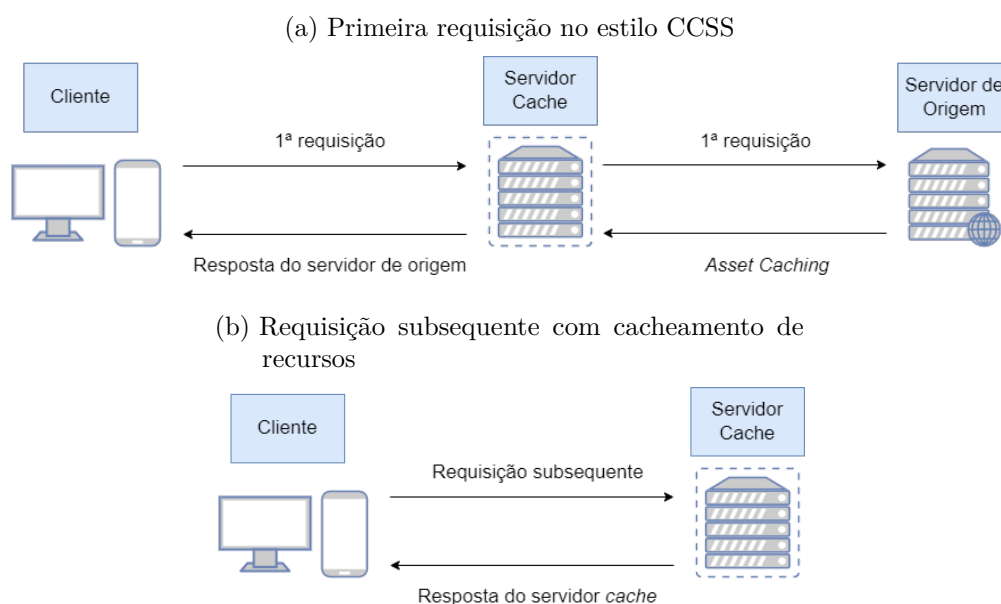 (a) Primeira requisição no estilo CCSS
Cliente
Servidor
Cache
Servidor de
Origem
1ª requisição
1ª requisição
Resposta do servidor de origem
Asset Caching
(b) Requisição subsequente com cacheamento de
recursos
Cliente
Servidor
Cache
Requisição subsequente
Resposta do servidor cache